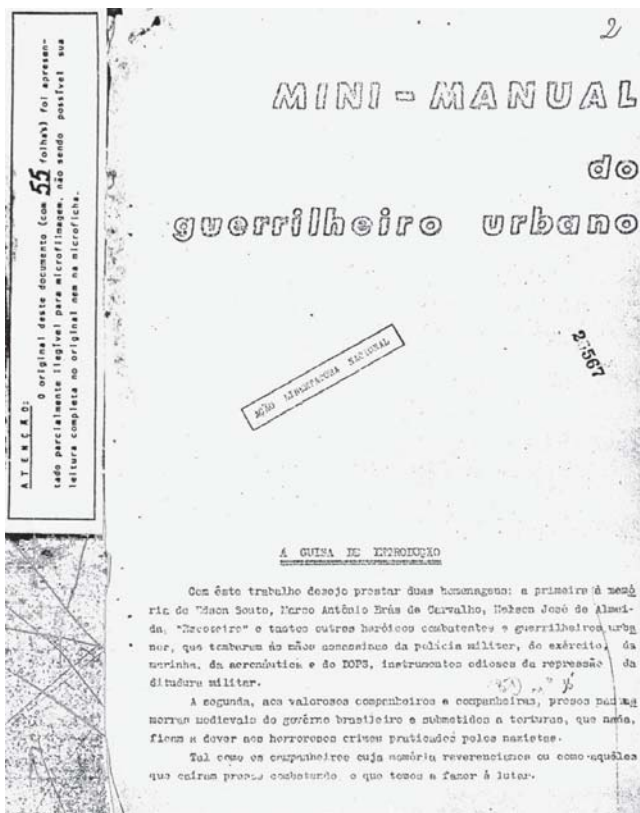 2
MINI - MANUAL
do
guerrilheiro urbano
AÇÃO LIBERTADORA NACIONAL
ATENÇÃO:
O original deste documento (com 55 folhas) foi apresen-
tado parcialmente ilegível para microfilmagem, não sendo possível sua
leitura completa no original nem na microficha.
À GUISA DE INTRODUÇÃO
Com êste trabalho desejo prestar duas homenagens: a primeira à memó
ria de Edson Souto, Marco Antônio Brás de Carvalho, Nelson José de Almei-
da, "Escoteiro" e tantos outros heróicos combatentes e guerrilheiros urba
nos, que tombaram às mãos assassinas da polícia militar, do exército, da
marinha, da aeronáutica e do DOPS, instrumentos odiosos da repressão da
ditadura militar.
A segunda, aos valorosos companheiros e companheiras, presos nas mas
morras medievais do govêrno brasileiro e submetidos a torturas, que nada,
ficam a dever aos horrorosos crimes praticados pelos nazistas.
Tal como os companheiros cuja memória reverenciamos ou como aquêles
que caíram presos combatendo, o que temos a fazer é lutar.